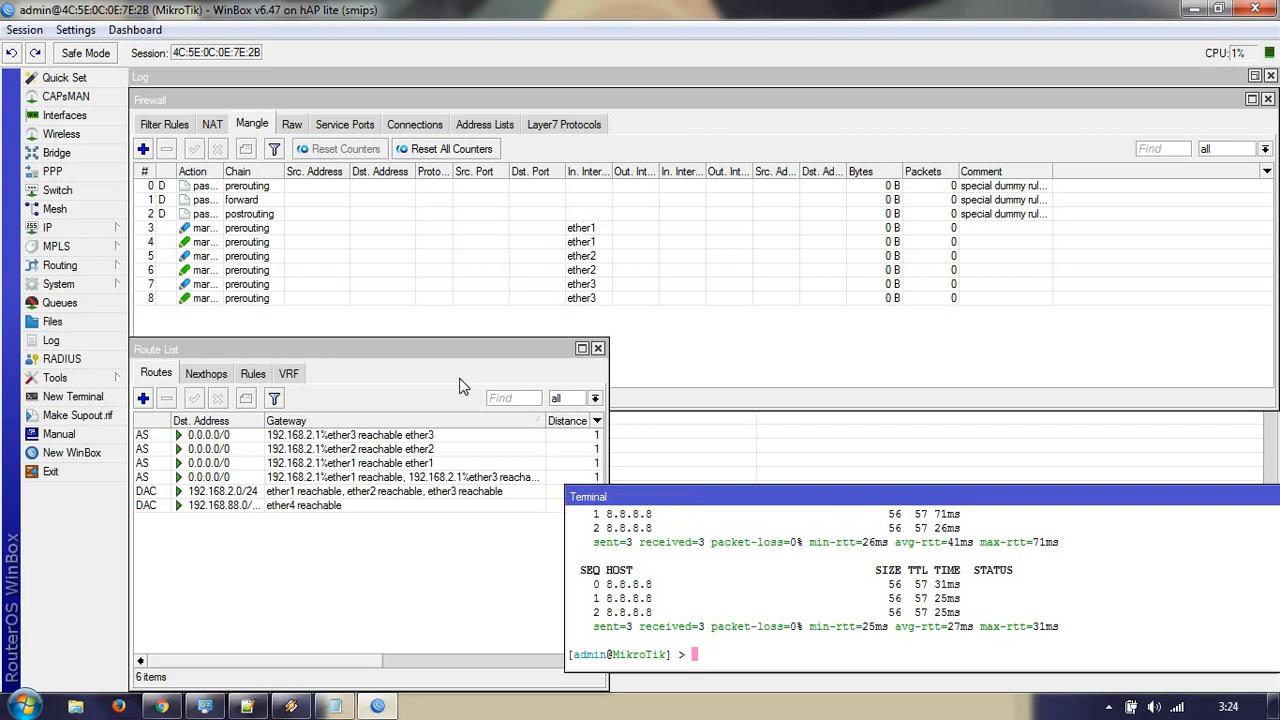 admin@4C:5E:0C:0E:7E:2B (MikroTik) - WinBox v6.47 on hAP lite (smips)
Session Settings Dashboard
Safe Mode Session: 4C:5E:0C:0E:7E:2B CPU: 1%
Quick Set
CAPsMAN
Interfaces
Wireless
Bridge
PPP
Switch
Mesh
IP
MPLS
Routing
System
Queues
Files
Log
RADIUS
Tools
New Terminal
Make Supout.rif
Manual
New WinBox
Exit
RouterOS WinBox
Log
Firewall
Filter Rules NAT Mangle Raw Service Ports Connections Address Lists Layer7 Protocols
Reset Counters Reset All Counters Find all
# Action Chain Src. Address Dst. Address Proto... Src. Port Dst. Port In. Inter... Out. Int... In. Inter... Out. Int... Src. Ad... Dst. Ad... Bytes Packets Comment
0 D pas... prerouting 0 B 0 special dummy rul...
1 D pas... forward 0 B 0 special dummy rul...
2 D pas... postrouting 0 B 0 special dummy rul...
3 mar... prerouting ether1 0 B 0
4 mar... prerouting ether1 0 B 0
5 mar... prerouting ether2 0 B 0
6 mar... prerouting ether2 0 B 0
7 mar... prerouting ether3 0 B 0
8 mar... prerouting ether3 0 B 0
Route List
Routes Nexthops Rules VRF
Find all
Dst. Address Gateway Distance
AS 0.0.0.0/0 192.168.2.1%ether3 reachable ether3 1
AS 0.0.0.0/0 192.168.2.1%ether2 reachable ether2 1
AS 0.0.0.0/0 192.168.2.1%ether1 reachable ether1 1
AS 0.0.0.0/0 192.168.2.1%ether1 reachable, 192.168.2.1%ether3 reacha... 1
DAC 192.168.2.0/24 ether1 reachable, ether2 reachable, ether3 reachable
DAC 192.168.88.0/... ether4 reachable
6 items
Terminal
1 8.8.8.8 56 57 71ms
2 8.8.8.8 56 57 26ms
sent=3 received=3 packet-loss=0% min-rtt=26ms avg-rtt=41ms max-rtt=71ms
SEQ HOST SIZE TTL TIME STATUS
0 8.8.8.8 56 57 31ms
1 8.8.8.8 56 57 25ms
2 8.8.8.8 56 57 25ms
sent=3 received=3 packet-loss=0% min-rtt=25ms avg-rtt=27ms max-rtt=31ms
[admin@MikroTik] >
3:24